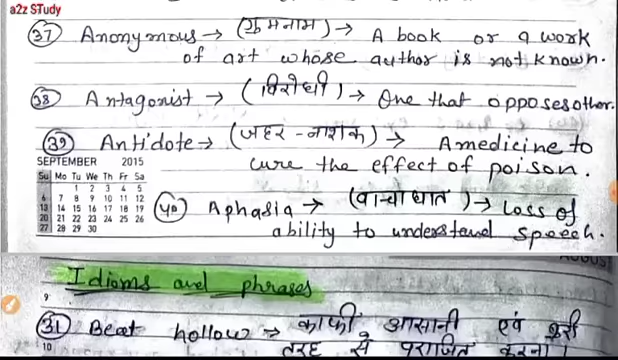 a2z STudy
37 Anonymous → (गुमनाम) → A book or a work
of art whose author is not known.
38 Antagonist → (विरोधी) → One that opposes other.
39 Antidote → (जहर - नाशक) → A medicine to
cure the effect of poison.
SEPTEMBER 2015
Su Mo Tu We Th Fr Sa
1 2 3 4 5
6 7 8 9 10 11 12
13 14 15 16 17 18 19
20 21 22 23 24 25 26
27 28 29 30
40 Aphasia → (वाचाघात) → Loss of
ability to understand speech.
AUGUST
Idioms and phrases
9
31 Beat hollow → काफी आसानी एवं बुरी
10 तरह से पराजित करना